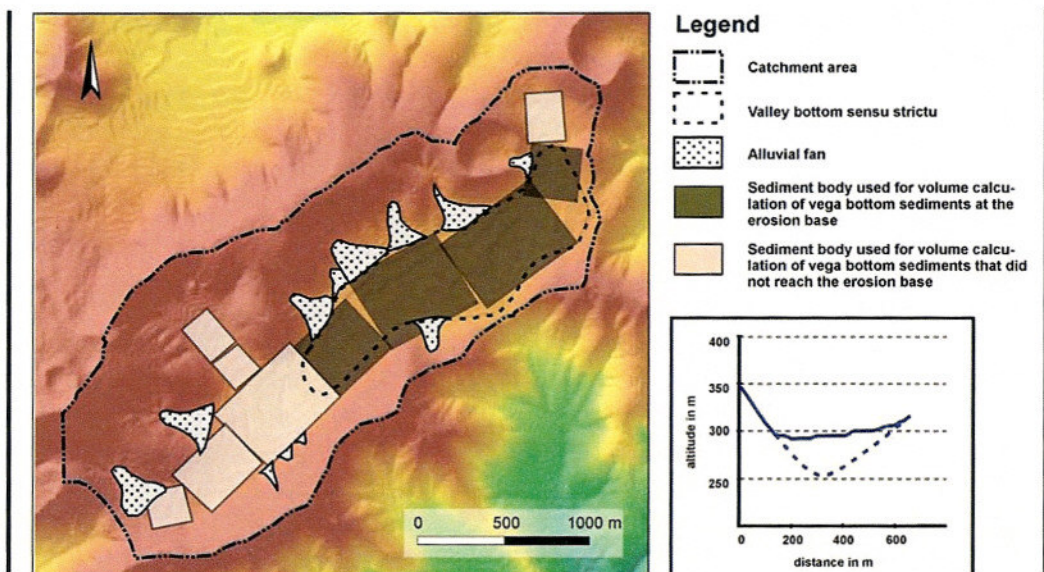 Legend
Catchment area
Valley bottom sensu strictu
Alluvial fan
Sediment body used for volume calcu-
lation of vega bottom sediments at the
erosion base
Sediment body used for volume calcu-
lation of vega bottom sediments that did
not reach the erosion base
0 500 1000 m
400
350
300
250
altitude in m
0 200 400 600
distance in m